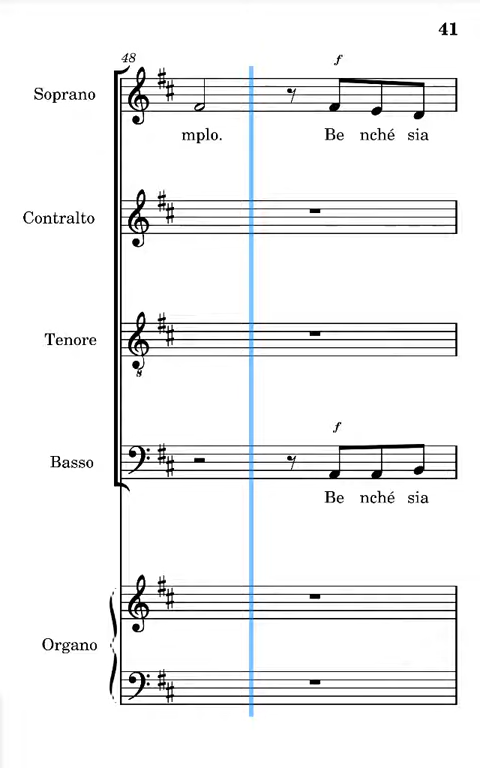 41
48
f
Soprano
mplo. Be nché sia
Contralto
Tenore
8
f
Basso
Be nché sia
Organo